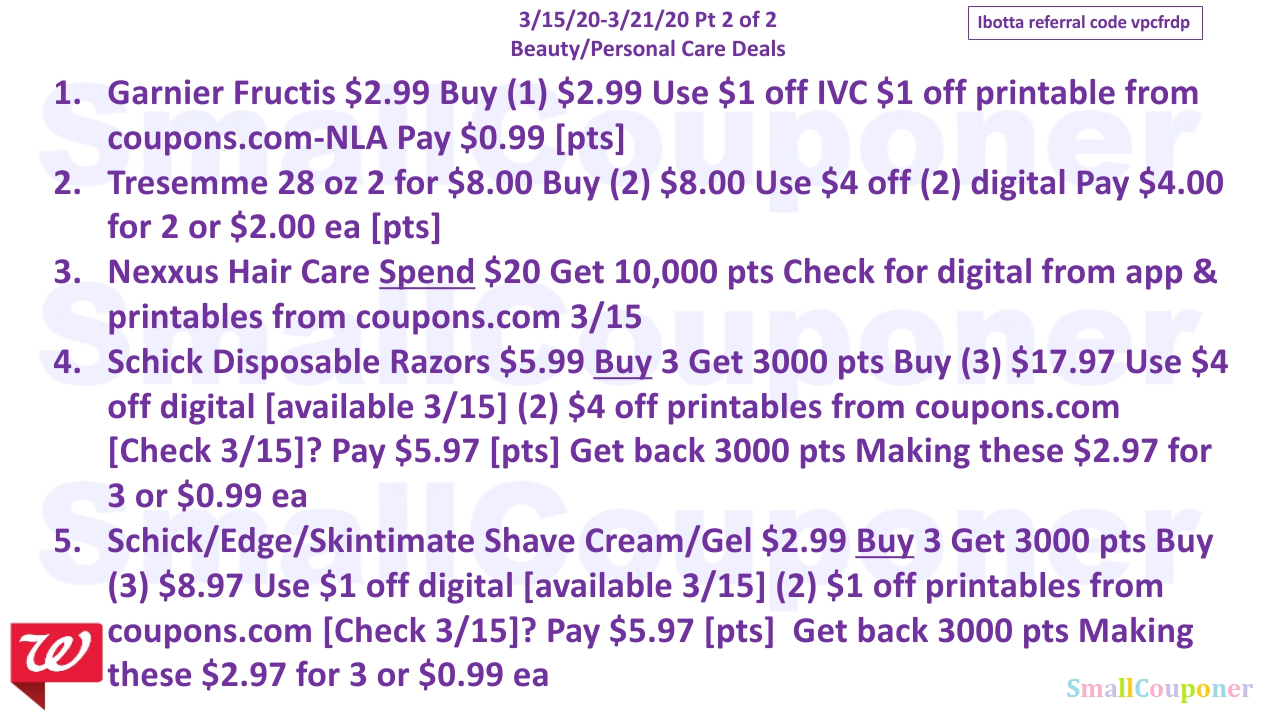 3/15/20-3/21/20 Pt 2 of 2
Beauty/Personal Care Deals
Ibotta referral code vpcfrdp
1. Garnier Fructis $2.99 Buy (1) $2.99 Use $1 off IVC $1 off printable from
coupons.com-NLA Pay $0.99 [pts]
2. Tresemme 28 oz 2 for $8.00 Buy (2) $8.00 Use $4 off (2) digital Pay $4.00
for 2 or $2.00 ea [pts]
3. Nexxus Hair Care Spend $20 Get 10,000 pts Check for digital from app &
printables from coupons.com 3/15
4. Schick Disposable Razors $5.99 Buy 3 Get 3000 pts Buy (3) $17.97 Use $4
off digital [available 3/15] (2) $4 off printables from coupons.com
[Check 3/15]? Pay $5.97 [pts] Get back 3000 pts Making these $2.97 for
3 or $0.99 ea
5. Schick/Edge/Skintimate Shave Cream/Gel $2.99 Buy 3 Get 3000 pts Buy
(3) $8.97 Use $1 off digital [available 3/15] (2) $1 off printables from
coupons.com [Check 3/15]? Pay $5.97 [pts] Get back 3000 pts Making
these $2.97 for 3 or $0.99 ea
SmallCouponer
SmallCouponer
SmallCouponer
W
SmallCouponer